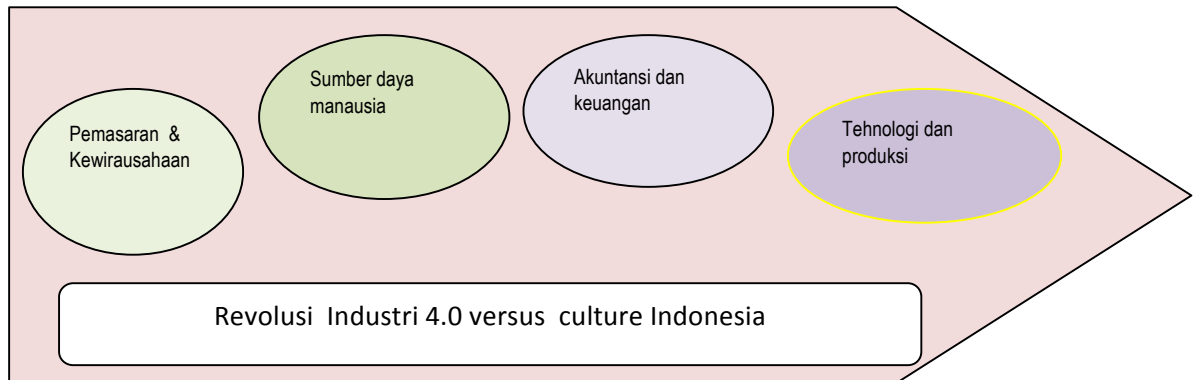 Pemasaran &
Kewirausahaan
Sumber daya
manausia
Akuntansi dan
keuangan
Tehnologi dan
produksi
Revolusi Industri 4.0 versus culture Indonesia